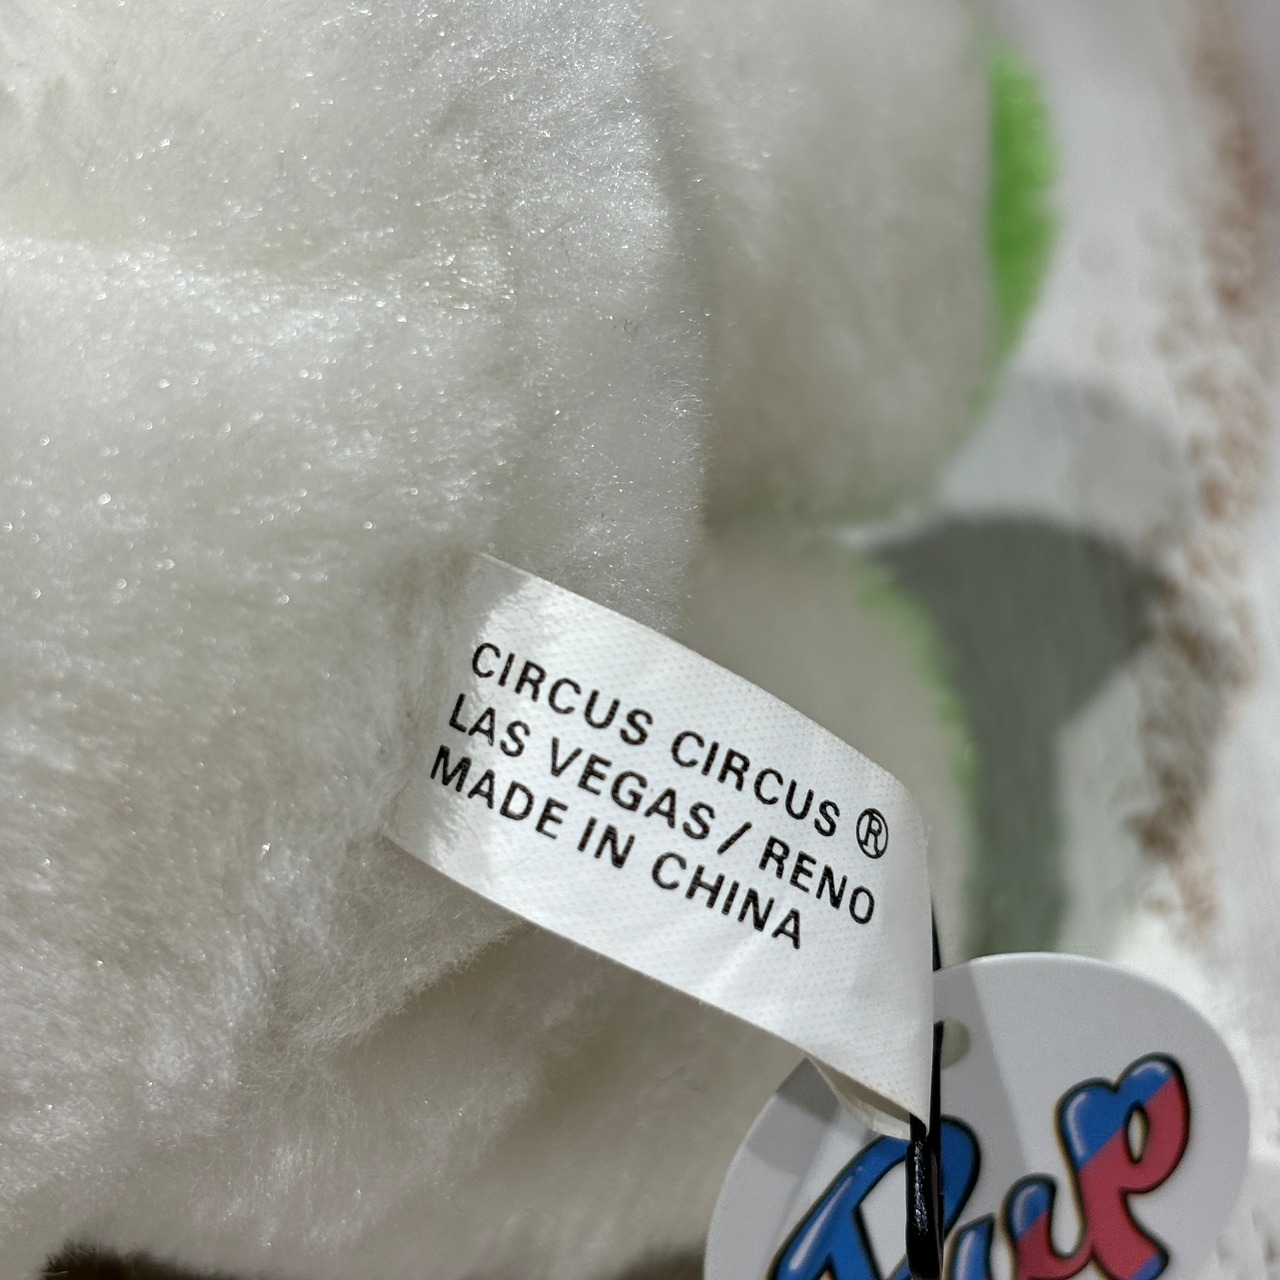 CIRCUS CIRCUS ®
LAS VEGAS / RENO
MADE IN CHINA